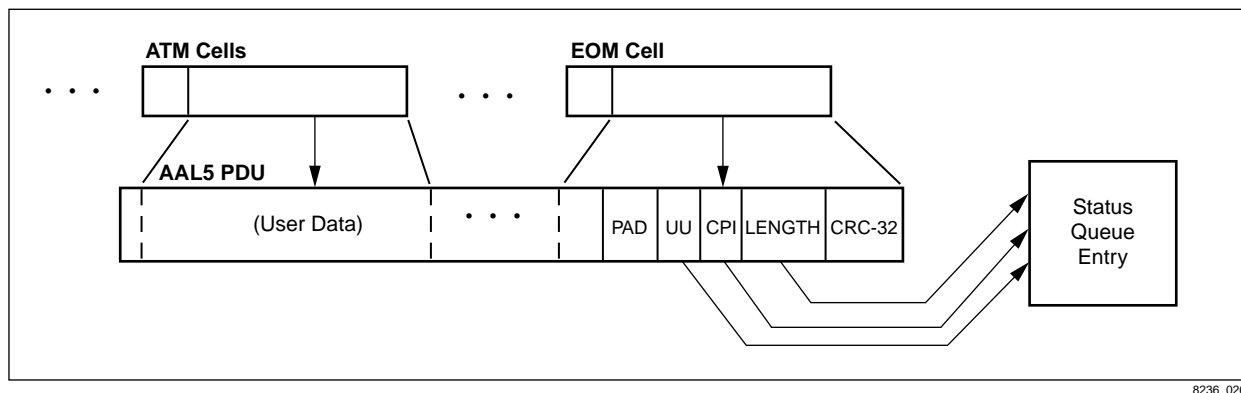 ATM Cells
EOM Cell
AAL5 PDU
(User Data)
PAD
UU
CPI
LENGTH
CRC-32
Status
Queue
Entry